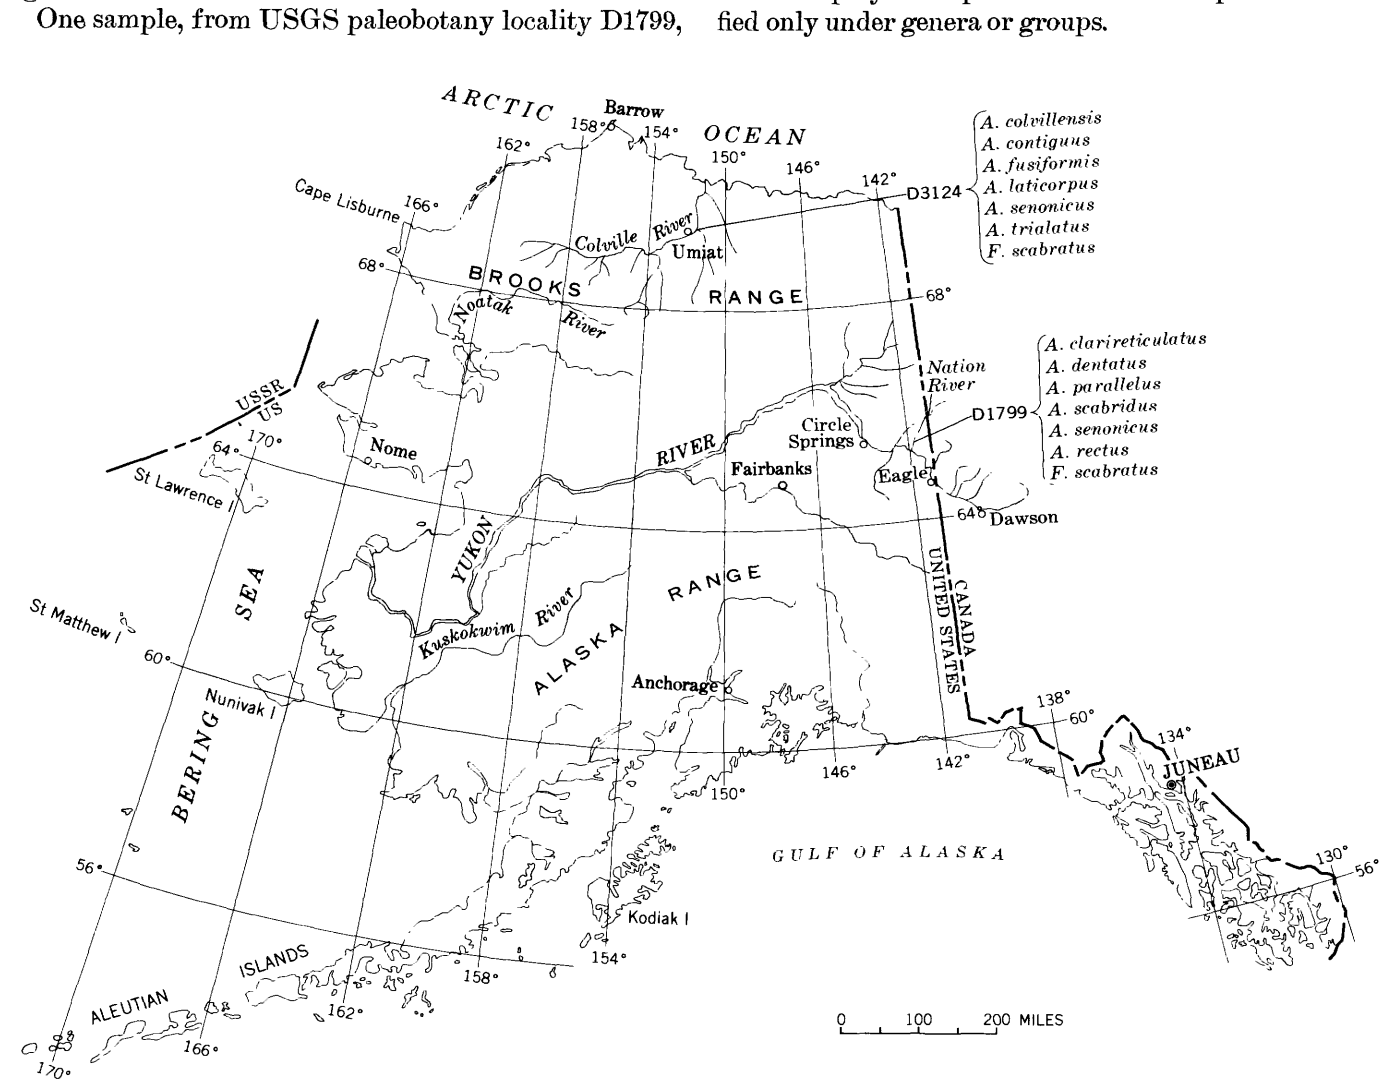 One sample, from USGS paleobotany locality D1799,
fied only under genera or groups.
ARCTIC
OCEAN
Barrow
158°
154°
162°
150°
146°
142°
166°
Cape Lisburne
D3124
A. colvillensis
A. contiguus
A. fusiformis
A. laticorpus
A. senonicus
A. trialatus
F. scabratus
Colville River
Umiat
68°
BROOKS
RANGE
68°
Noatak
River
USSR
US
170°
64°
St Lawrence I
Nome
Nation
River
D1799
A. clarireticulatus
A. dentatus
A. parallelus
A. scabridus
A. senonicus
A. rectus
F. scabratus
Circle
Springs
RIVER
Fairbanks
Eagle
64°
Dawson
YUKON
UNITED STATES
CANADA
SEA
RANGE
St Matthew I
Kuskokwim River
ALASKA
60°
Nunivak I
Anchorage
138°
60°
134°
JUNEAU
BERING
146°
142°
150°
GULF OF ALASKA
130°
56°
56°
Kodiak I
154°
158°
ISLANDS
ALEUTIAN
162°
166°
170°
0 100 200 MILES